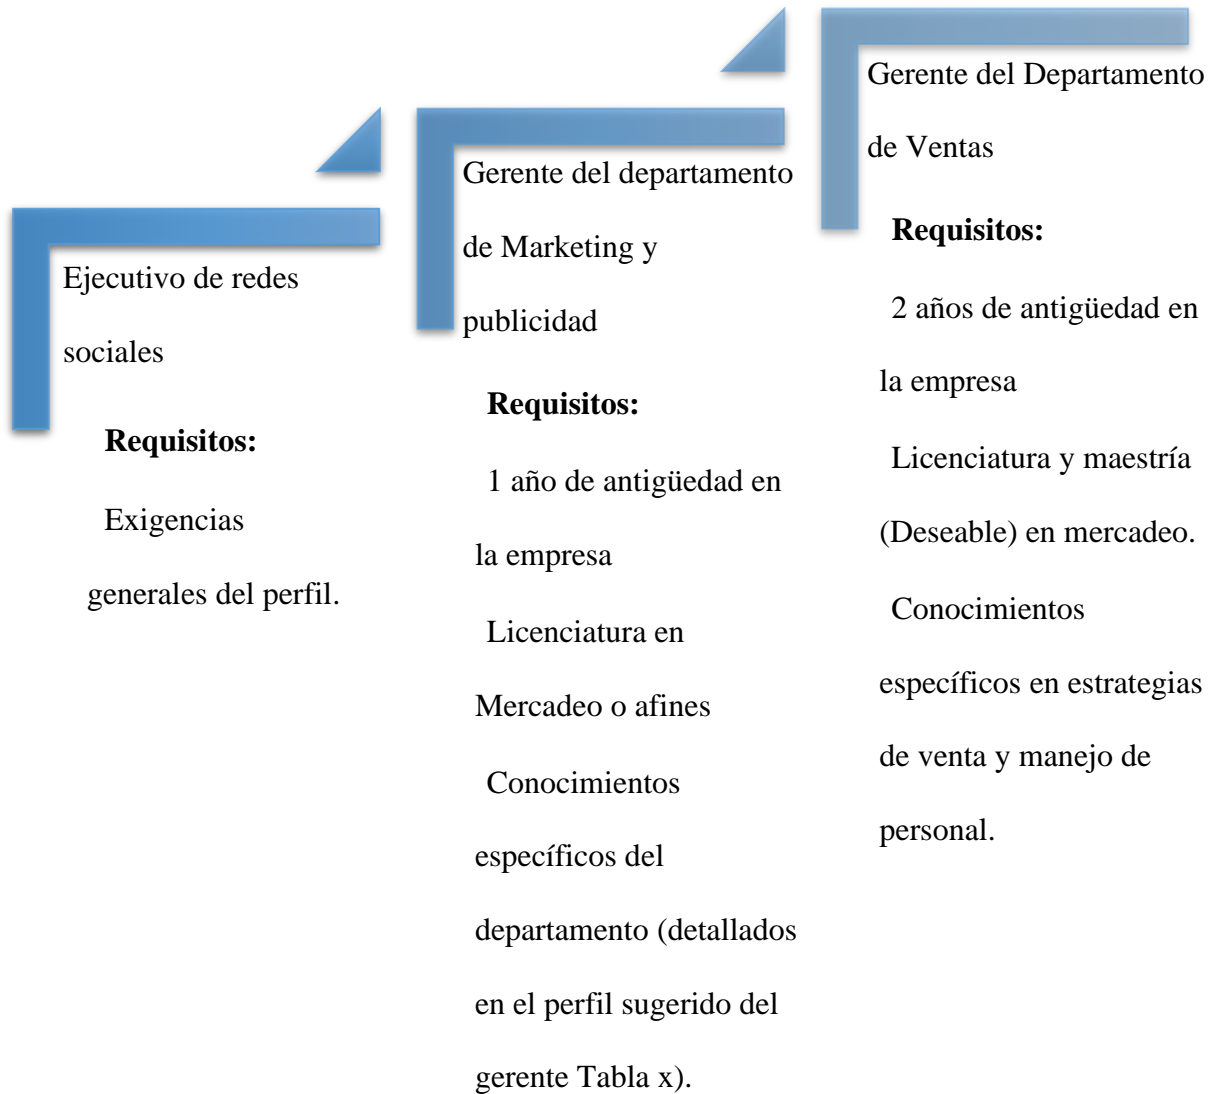 Ejecutivo de redes
sociales
Requisitos:
Exigencias
generales del perfil.
Gerente del departamento
de Marketing y
publicidad
Requisitos:
1 año de antigüedad en
la empresa
Licenciatura en
Mercadeo o afines
Conocimientos
específicos del
departamento (detallados
en el perfil sugerido del
gerente Tabla x).
Gerente del Departamento
de Ventas
Requisitos:
2 años de antigüedad en
la empresa
Licenciatura y maestría
(Deseable) en mercadeo.
Conocimientos
específicos en estrategias
de venta y manejo de
personal.